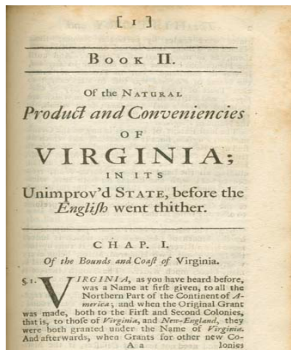 [ 1 ]
BOOK II.
Of the NATURAL
Product and Conveniencies
OF
VIRGINIA;
IN ITS
Unimprov'd STATE, before the
English went thither.
CHAP. I.
Of the Bounds and Coast of Virginia.
§ 1. VIRGINIA, as you have heard before,
was a Name at first given, to all the
Northern Part of the Continent of A-
merica; and when the Original Grant
was made, both to the First and Second Colonies,
that is, to those of Virginia, and New-England, they
were both granted under the Name of Virginia.
And afterwards, when Grants for other new Co-
A a lonies